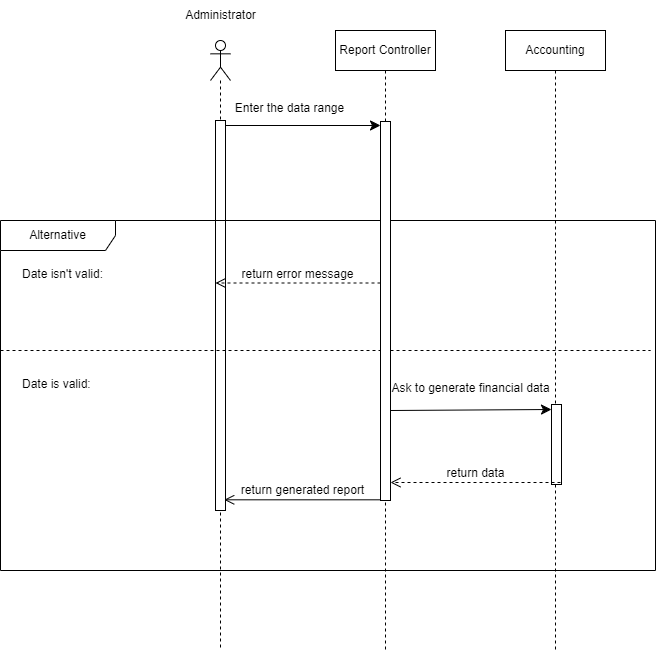 Administrator
Report Controller
Accounting
Enter the data range
Alternative
Date isn't valid:
return error message
Date is valid:
Ask to generate financial data
return data
return generated report